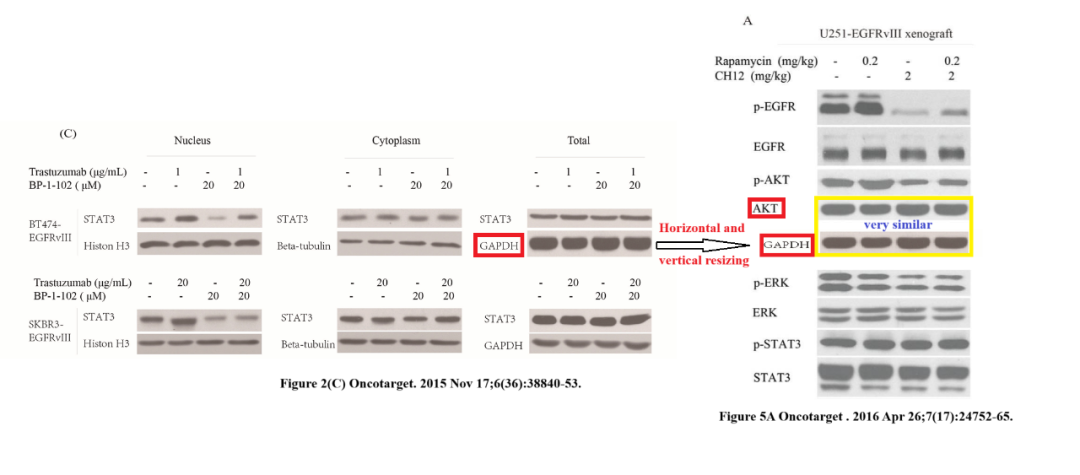 (C)
Nucleus Cytoplasm Total
Trastuzumab (μg/mL) - 1 - 1 - 1 - 1 - 1 - 1
BP-1-102 ( μM) - - 20 20 - - 20 20 - - 20 20
BT474-
EGFRvIII
STAT3 STAT3 STAT3
Histon H3 Beta-tubulin GAPDH
Trastuzumab (μg/mL) - 20 - 20 - 20 - 20 - 20 - 20
BP-1-102 ( μM) - - 20 20 - - 20 20 - - 20 20
SKBR3-
EGFRvIII
STAT3 STAT3 STAT3
Histon H3 Beta-tubulin GAPDH
Figure 2(C) Oncotarget. 2015 Nov 17;6(36):38840-53.
Horizontal and
vertical resizing
A
U251-EGFRvIII xenograft
Rapamycin (mg/kg) - 0.2 - 0.2
CH12 (mg/kg) - - 2 2
p-EGFR
EGFR
p-AKT
AKT
very similar
GAPDH
p-ERK
ERK
p-STAT3
STAT3
Figure 5A Oncotarget . 2016 Apr 26;7(17):24752-65.